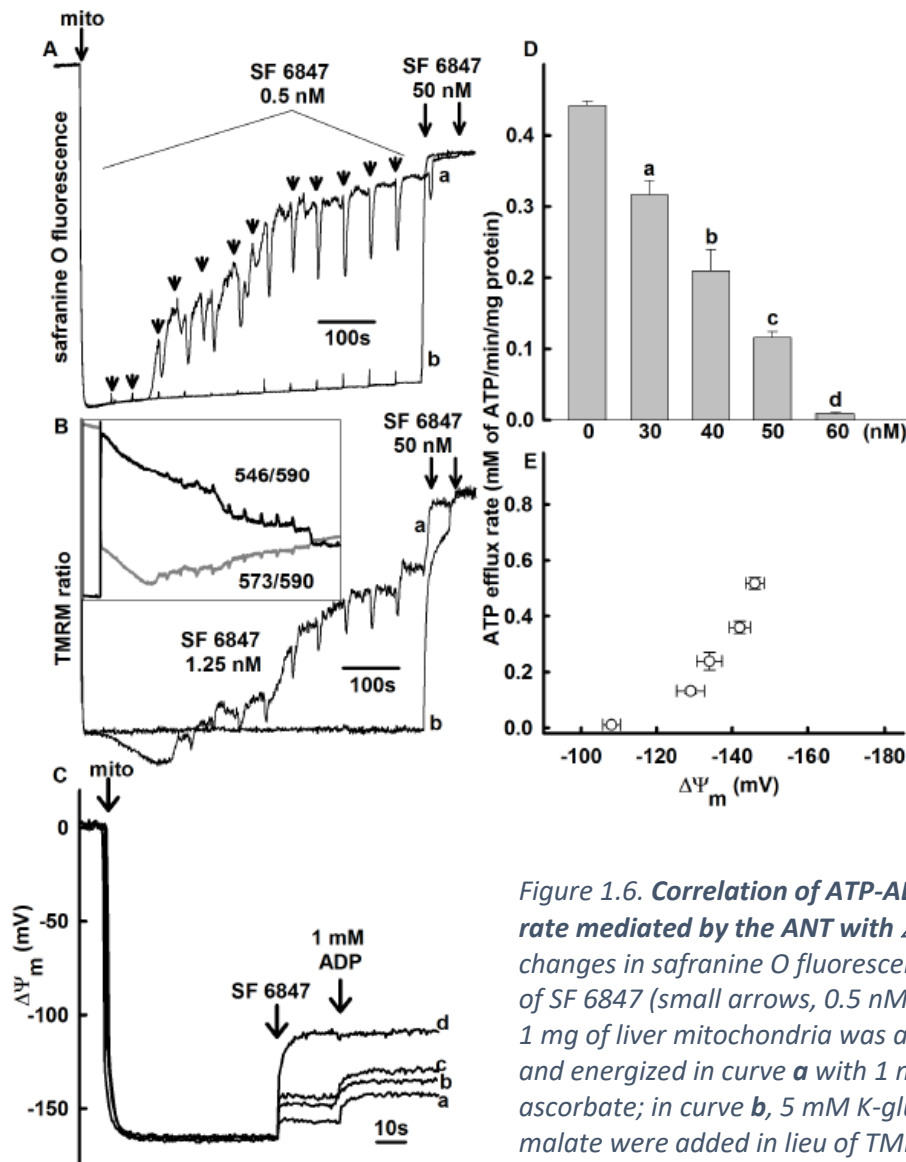 mito
A
SF 6847
0.5 nM
SF 6847
50 nM
safranine O fluorescence
a
100s
b
B
546/590
573/590
SF 6847
50 nM
a
TMRM ratio
SF 6847
1.25 nM
100s
b
C
mito
0
-50
-100
-150
ΔΨm (mV)
SF 6847
1 mM
ADP
d
c
b
a
10s
D
0.4
0.3
0.2
0.1
0.0
a
b
c
d
0 30 40 50 60 (nM)
E
ATP efflux rate (mM of ATP/min/mg protein)
0.8
0.6
0.4
0.2
0.0
-100 -120 -140 -160 -180
ΔΨm (mV)
Figure 1.6. Correlation of ATP-
rate mediated by the ANT with
changes in safranine O fluorescen
of SF 6847 (small arrows, 0.5 nM
1 mg of liver mitochondria was a
and energized in curve a with 1 
ascorbate; in curve b, 5 mM K-glu
malate were added in lieu of